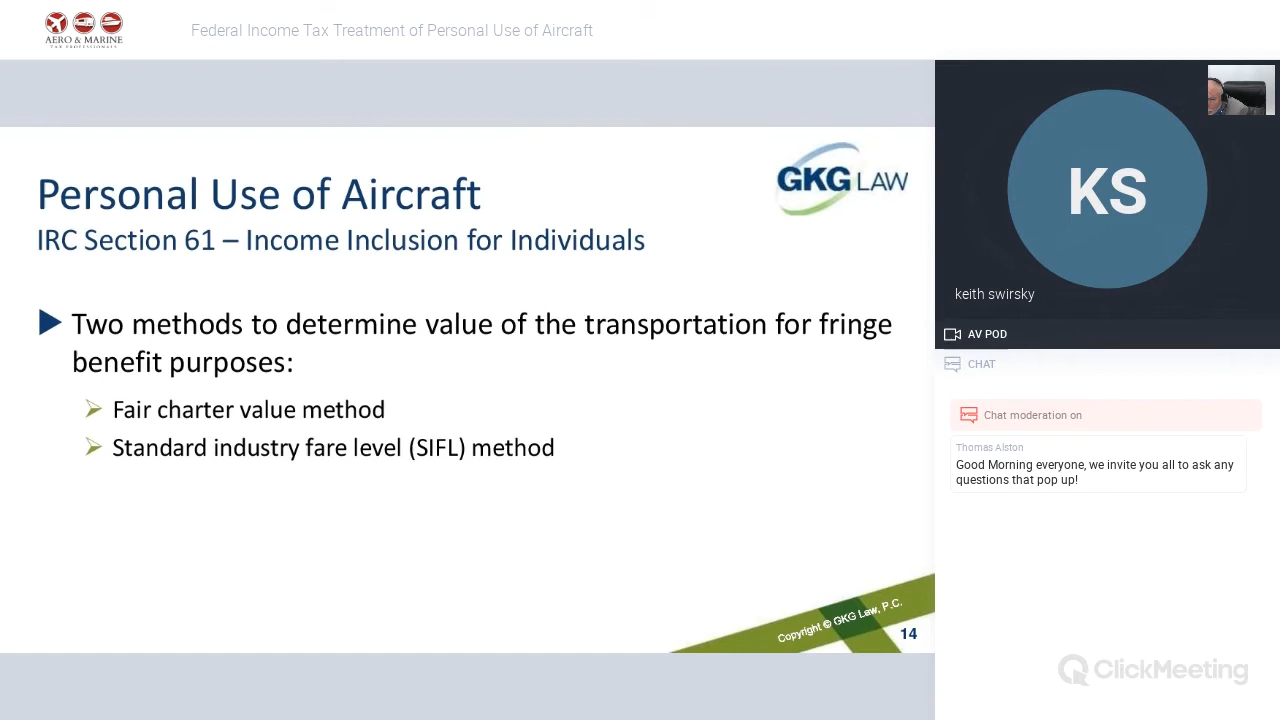 AERO & MARINE
TAX PROFESSIONALS
Federal Income Tax Treatment of Personal Use of Aircraft
GKG LAW
Personal Use of Aircraft
IRC Section 61 – Income Inclusion for Individuals
Two methods to determine value of the transportation for fringe
benefit purposes:
Fair charter value method
Standard industry fare level (SIFL) method
Copyright © GKG Law, P.C.
14
KS
keith swirsky
AV POD
CHAT
Chat moderation on
Thomas Alston
Good Morning everyone, we invite you all to ask any
questions that pop up!
ClickMeeting